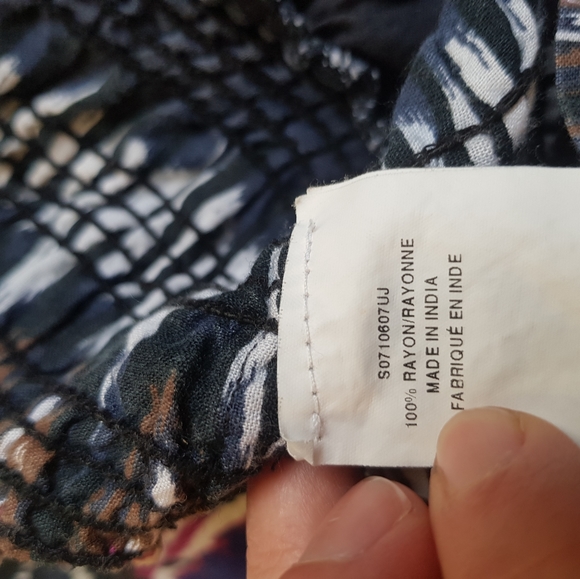 S0710607UJ
100% RAYON/RAYONNE
MADE IN INDIA
FABRIQUÉ EN INDE